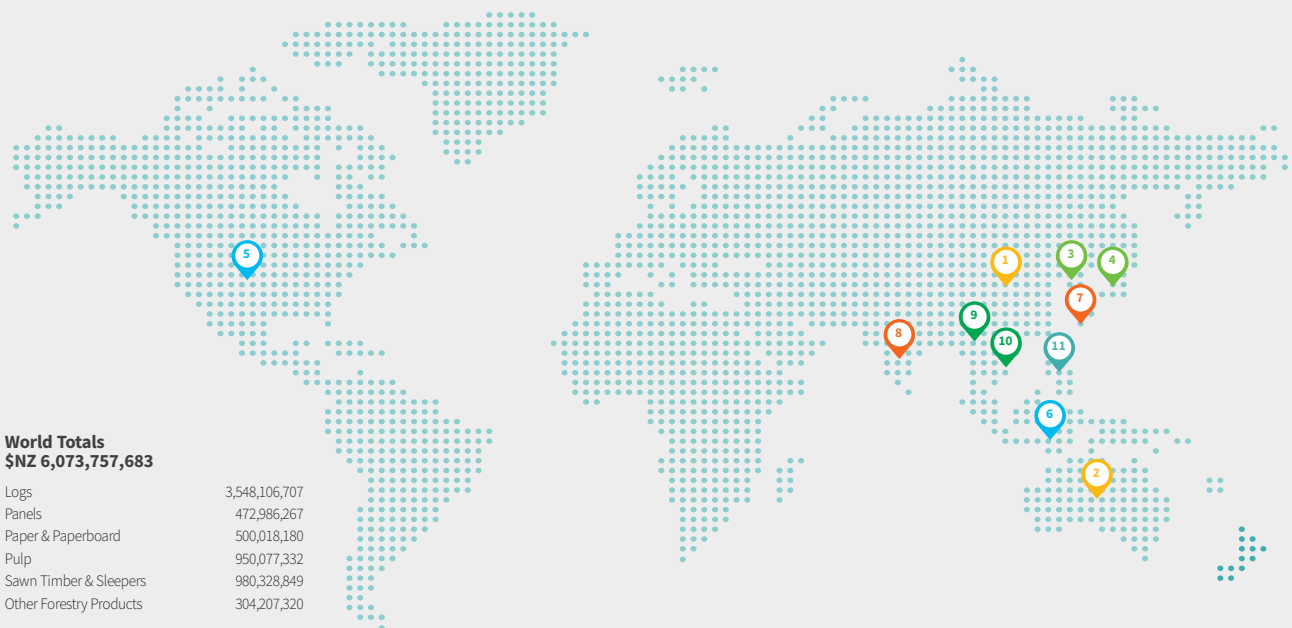 5
1
3
4
7
9
8
10
11
6
2
World Totals
$NZ 6,073,757,683
Logs 3,548,106,707
Panels 472,986,267
Paper & Paperboard 500,018,180
Pulp 950,077,332
Sawn Timber & Sleepers 980,328,849
Other Forestry Products 304,207,320